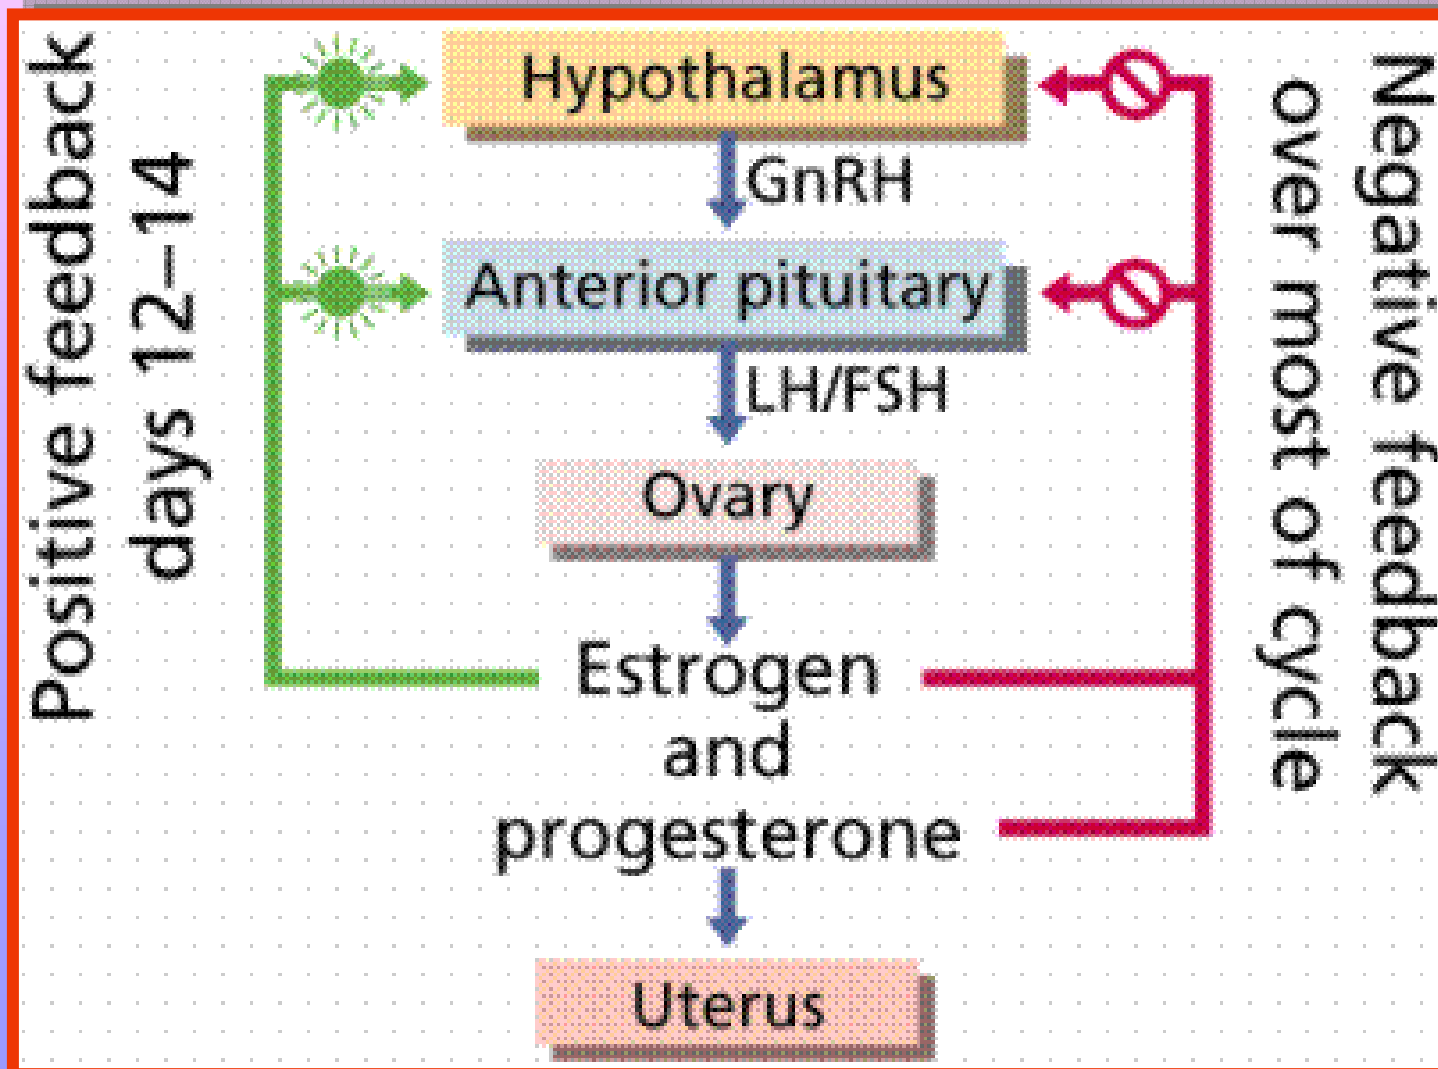 Positive feedback
days 12–14
Hypothalamus
GnRH
Anterior pituitary
LH/FSH
Ovary
Estrogen
and
progesterone
Uterus
Negative feedback
over most of cycle